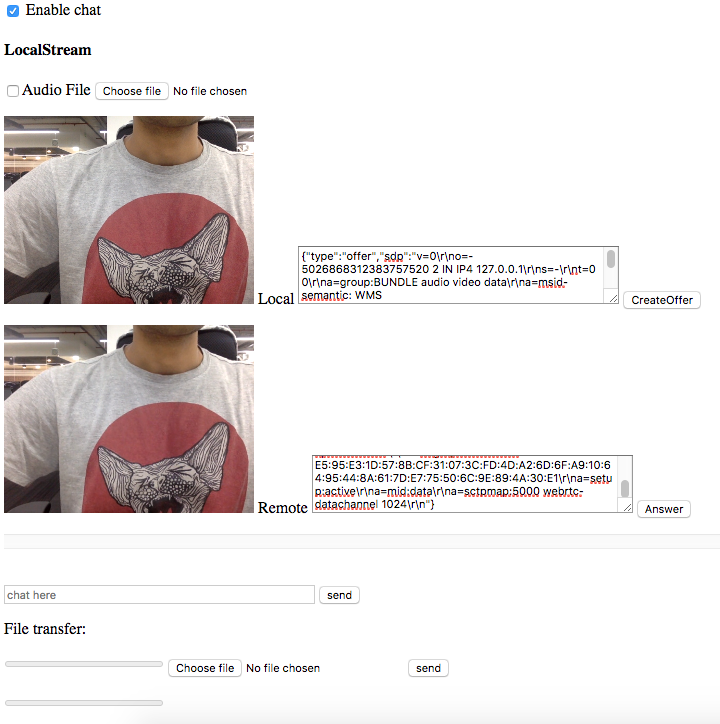 Enable chat
LocalStream
Audio File Choose file No file chosen
{"type":"offer","sdp":"v=0\r\no=-
5026868312383757520 2 IN IP4 127.0.0.1\r\ns=-\r\nt=0
0\r\na=group:BUNDLE audio video data\r\na=msid-
semantic: WMS
Local CreateOffer
E5:95:E3:1D:57:8B:CF:31:07:3C:FD:4D:A2:6D:6F:A9:10:6
4:95:44:8A:61:7D:E7:75:50:6C:9E:89:4A:30:E1\r\na=setu
p:active\r\na=mid:data\r\na=sctpmap:5000 webrtc-
datachannel 1024\r\n"}
Remote Answer
chat here send
File transfer:
Choose file No file chosen send